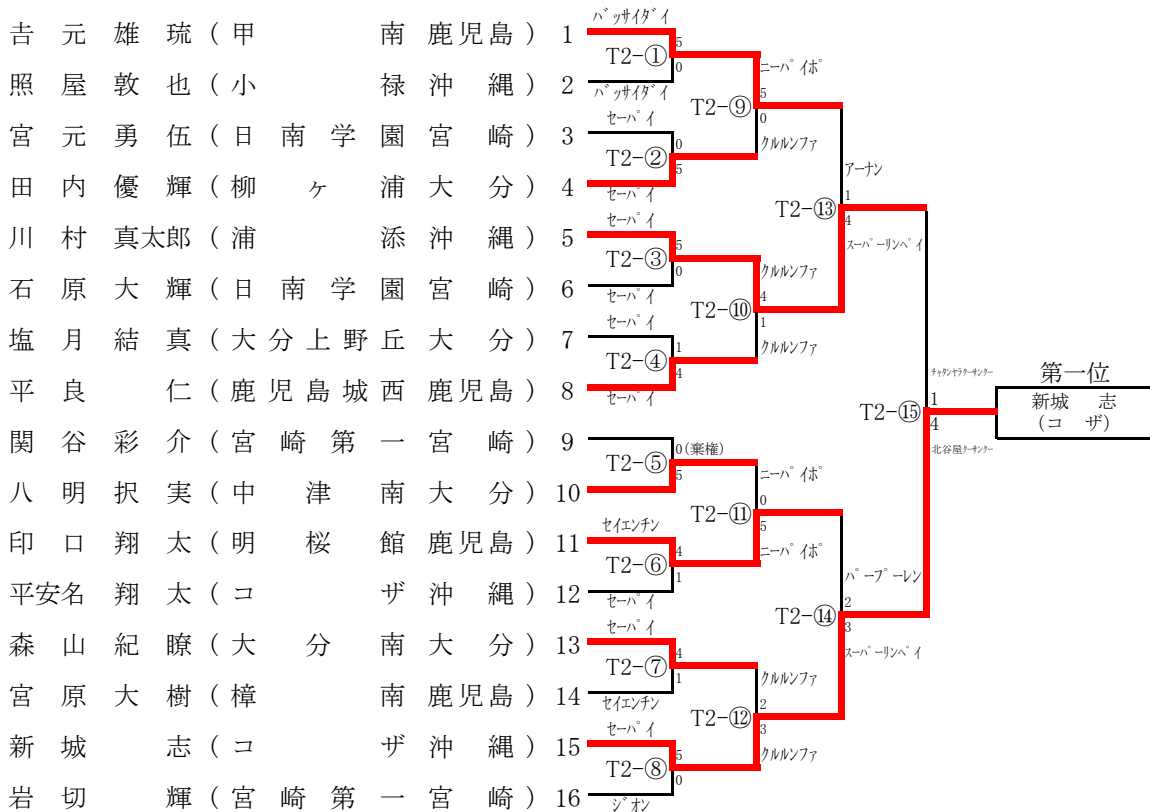 吉元雄琉(甲南鹿児島) 1
照屋敦也(小禄沖縄) 2
宮元勇伍(日南学園宮崎) 3
田内優輝(柳ヶ浦大分) 4
川村真太郎(浦添沖縄) 5
石原大輝(日南学園宮崎) 6
塩月結真(大分上野丘大分) 7
平良仁(鹿児島城西鹿児島) 8
関谷彩介(宮崎第一宮崎) 9
八明択実(中津南大分) 10
印口翔太(明桜館鹿児島) 11
平安名翔太(コザ沖縄) 12
森山紀瞭(大分南大分) 13
宮原大樹(樟南鹿児島) 14
新城志(コザ沖縄) 15
岩切輝(宮崎第一宮崎) 16
バッサイダイ
5
T2-①
0
バッサイダイ
セーパイ
0
T2-②
5
セーパイ
セーパイ
5
T2-③
0
セーパイ
セーパイ
1
T2-④
4
セーパイ
0(棄権)
T2-⑤
5
セイエンチン
4
T2-⑥
1
セーパイ
セーパイ
4
T2-⑦
1
セイエンチン
セーパイ
5
T2-⑧
0
ジオン
ニーパイポ
5
T2-⑨
0
クルルンファ
クルルンファ
4
T2-⑩
1
クルルンファ
ニーパイポ
0
T2-⑪
5
ニーパイポ
クルルンファ
2
T2-⑫
3
クルルンファ
アーナン
1
T2-⑬
4
スーパーリンペイ
パープーレン
2
T2-⑭
3
スーパーリンペイ
チャタンヤラクーサンクー
1
T2-⑮
4
北谷屋クーサンクー
第一位
新城 志
(コ ザ)